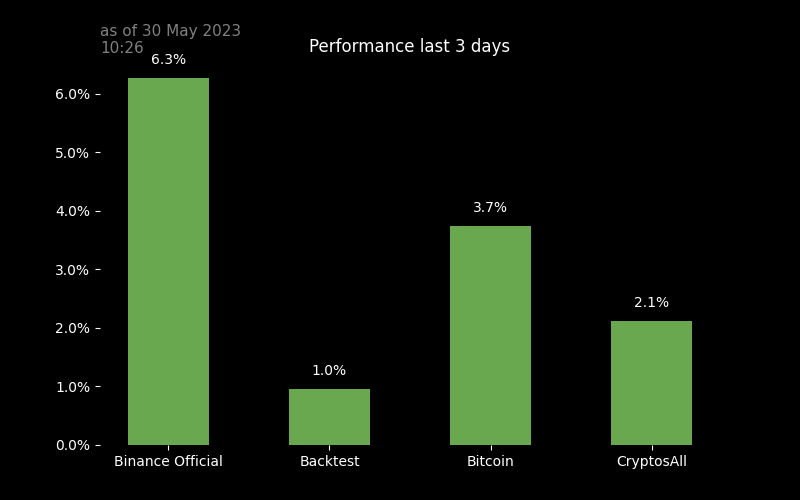 as of 30 May 2023
10:26
Performance last 3 days
6.3%
6.0%
5.0%
4.0%
3.7%
3.0%
2.1%
2.0%
1.0%
1.0%
0.0%
Binance Official
Backtest
Bitcoin
CryptosAll